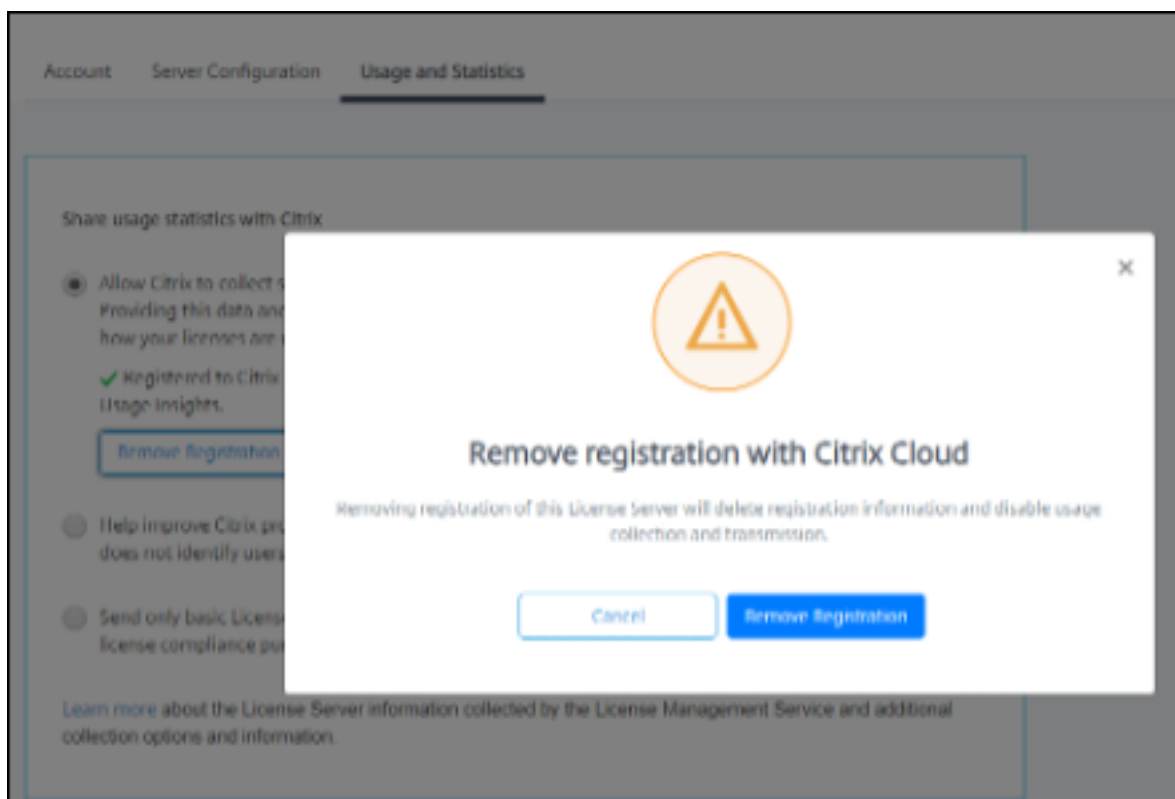 Account Server Configuration Usage and Statistics
Share usage statistics with Citrix
Allow Citrix to collect s
Providing this data and
how your licenses are
Registered to Citrix
Usage Insights.
Remove Registration
Help improve Citrix pro
does not identify users
Send only basic Licens
license compliance pu
Learn more about the License Server information collected by the License Management Service and additional
collection options and information.
×
Remove registration with Citrix Cloud
Removing registration of this License Server will delete registration information and disable usage
collection and transmission.
Cancel Remove Registration